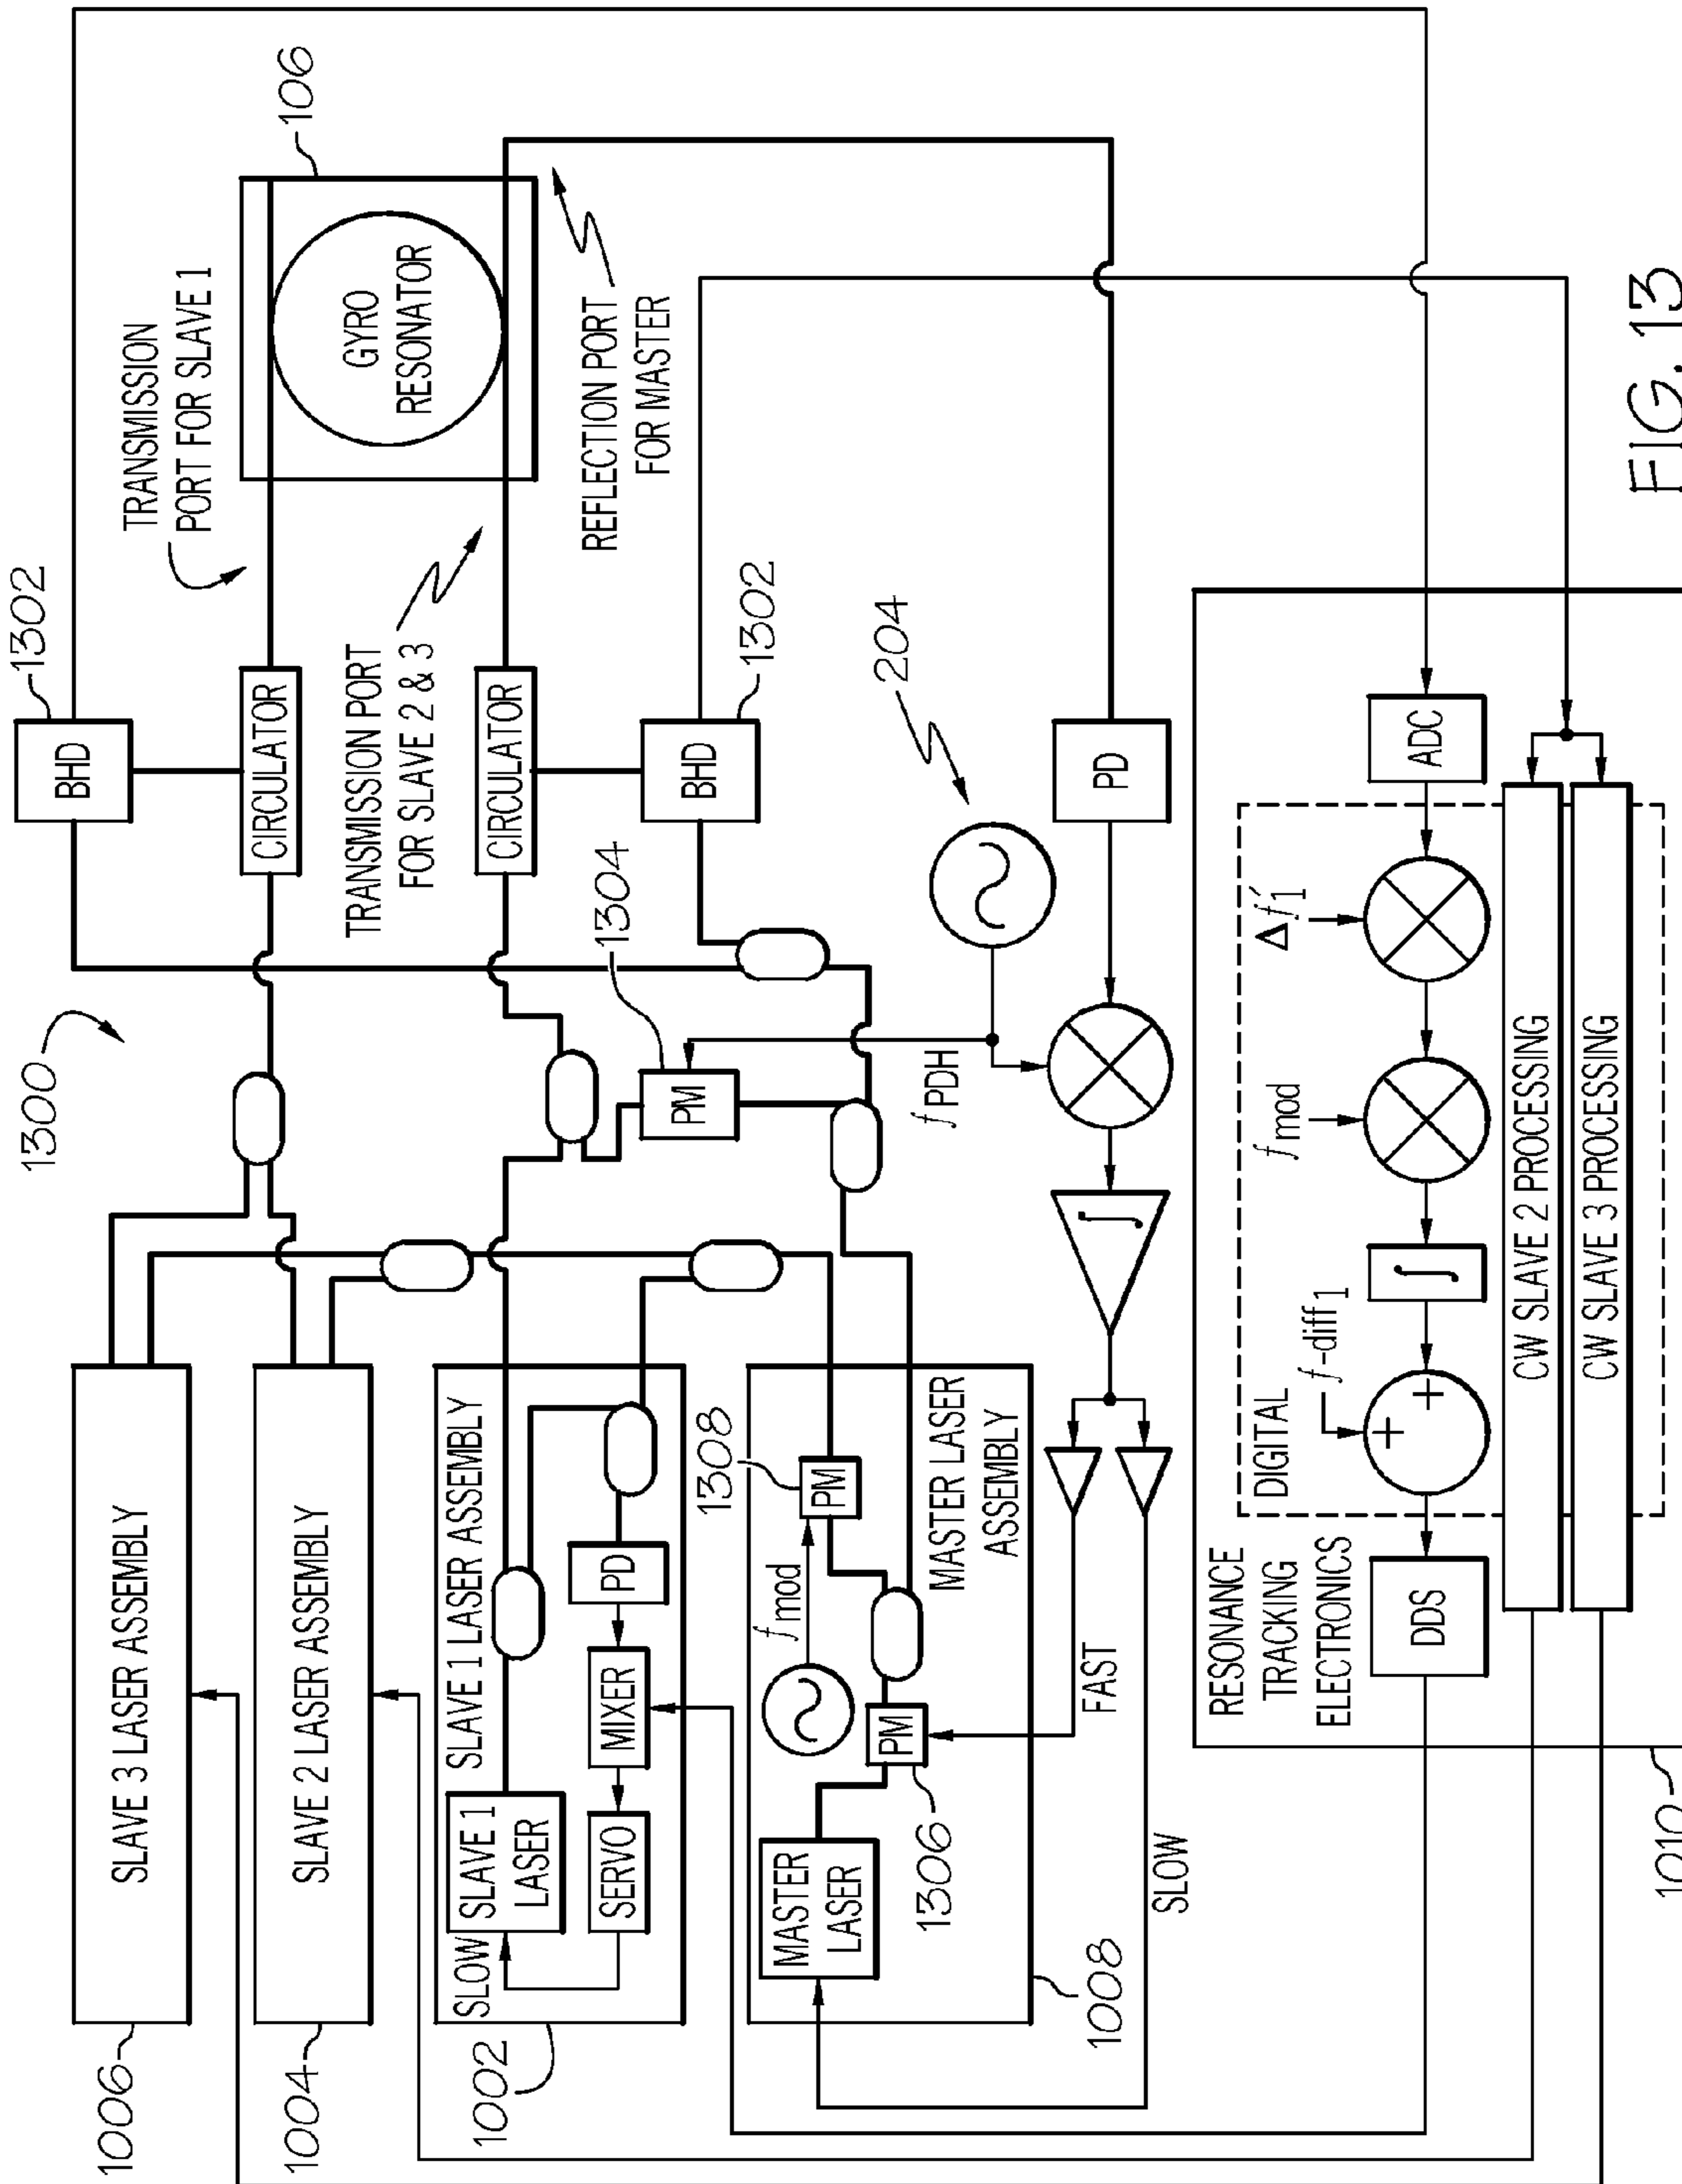 1300
1006
SLAVE 3 LASER ASSEMBLY
1004
SLAVE 2 LASER ASSEMBLY
1002
SLAVE 1 LASER ASSEMBLY
SLOW
SLAVE 1
LASER
SERVO
MIXER
PD
1008
MASTER LASER
ASSEMBLY
MASTER
LASER
1306
PM
f mod
1308
PM
FAST
SLOW
BHD
1302
CIRCULATOR
TRANSMISSION
PORT FOR SLAVE 1
106
GYRO
RESONATOR
CIRCULATOR
TRANSMISSION PORT
FOR SLAVE 2 & 3
REFLECTION PORT
FOR MASTER
BHD
1302
1304
PM
f PDH
204
PD
∫
1010
RESONANCE
TRACKING
ELECTRONICS
DIGITAL
DDS
f-diff1
+
+
∫
f mod
Δf′1
ADC
CW SLAVE 2 PROCESSING
CW SLAVE 3 PROCESSING
FIG. 13